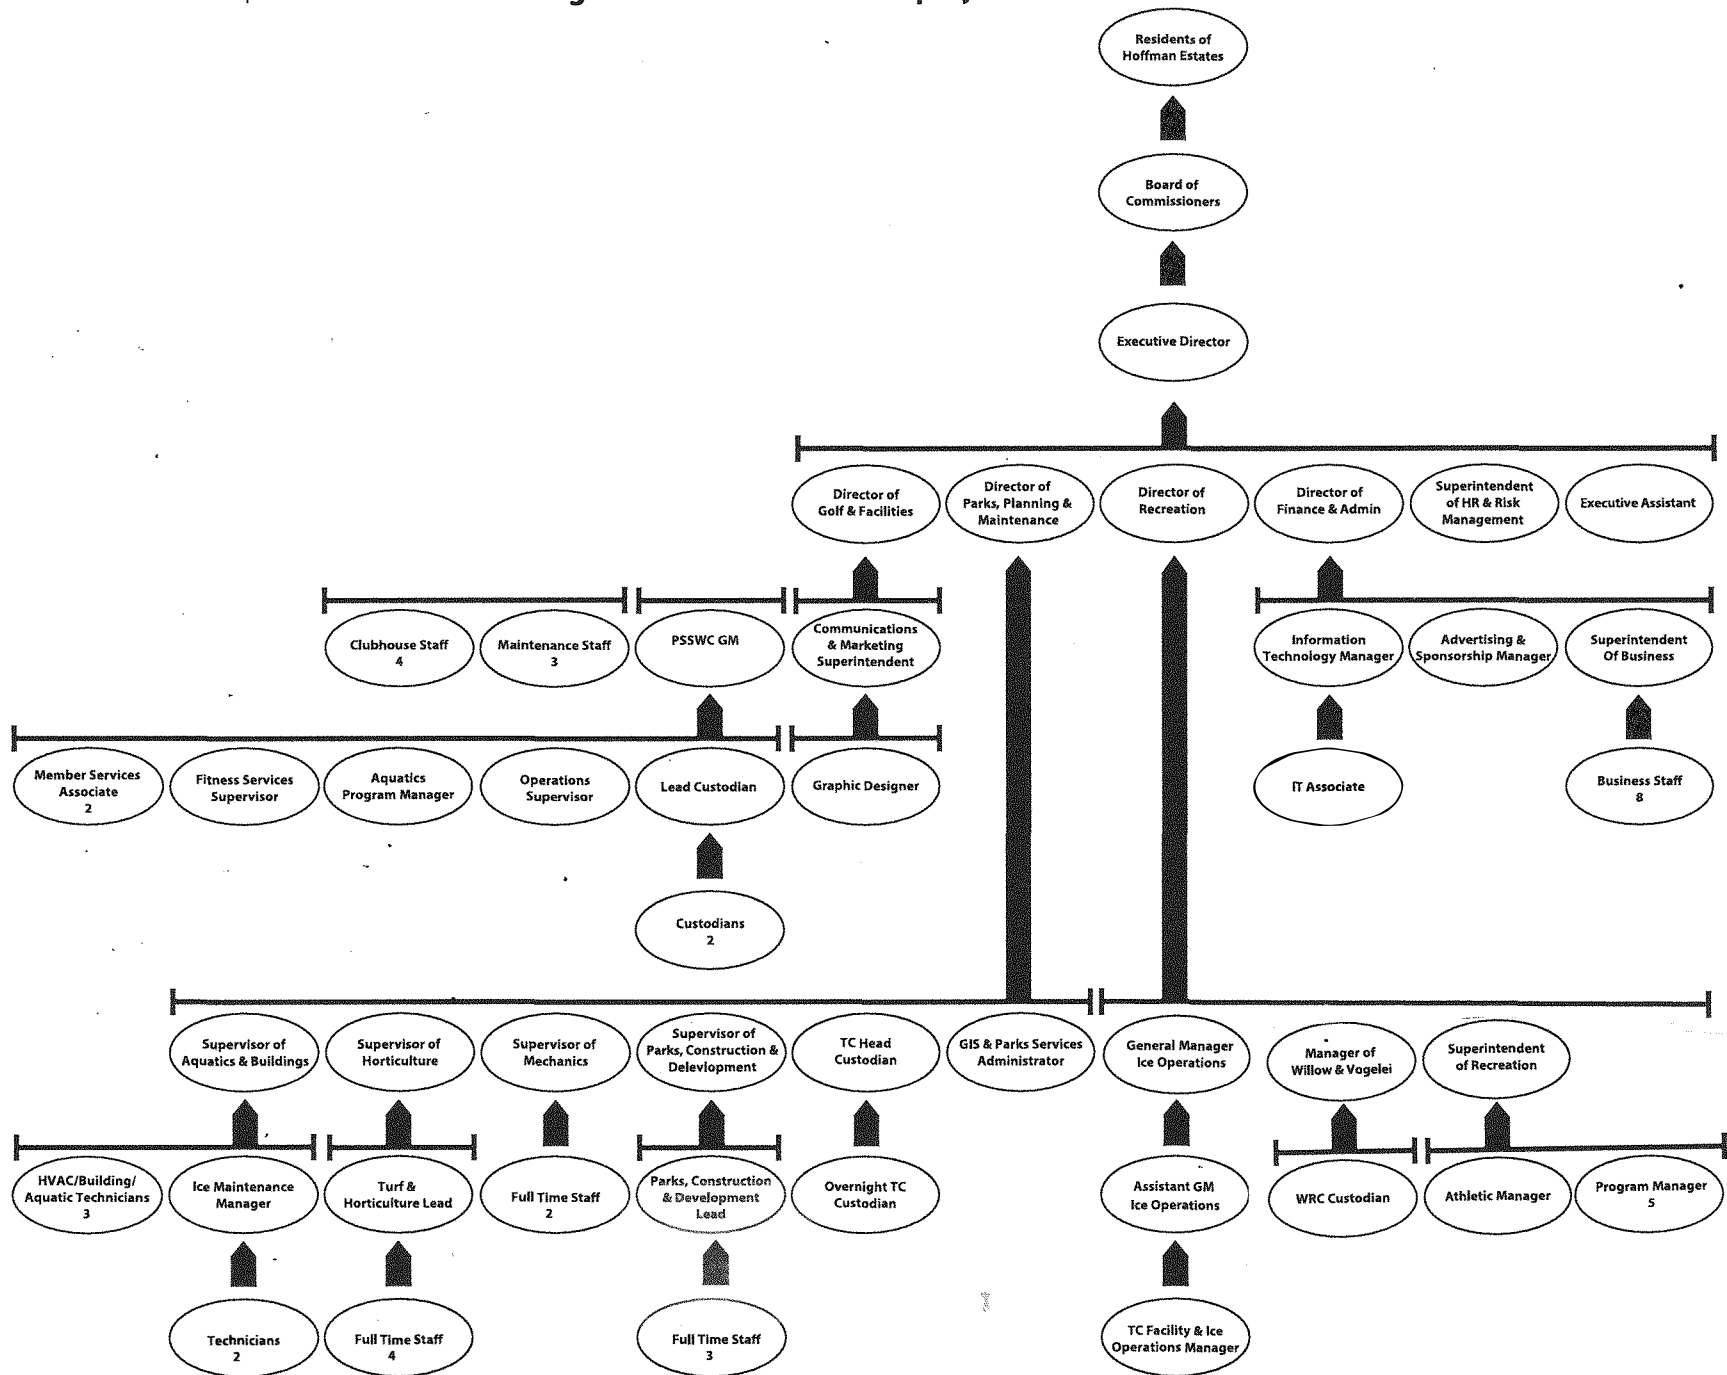 Residents of
Hoffman Estates
Board of
Commissioners
Executive Director
Director of
Golf & Facilities
Director of
Parks, Planning &
Maintenance
Director of
Recreation
Director of
Finance & Admin
Superintendent
of HR & Risk
Management
Executive Assistant
Clubhouse Staff
4
Maintenance Staff
3
PSSWC GM
Communications
& Marketing
Superintendent
Information
Technology Manager
Advertising &
Sponsorship Manager
Superintendent
Of Business
Member Services
Associate
2
Fitness Services
Supervisor
Aquatics
Program Manager
Operations
Supervisor
Lead Custodian
Graphic Designer
IT Associate
Business Staff
8
Custodians
2
Supervisor of
Aquatics & Buildings
Supervisor of
Horticulture
Supervisor of
Mechanics
Supervisor of
Parks, Construction &
Delevlopment
TC Head
Custodian
GIS & Parks Services
Administrator
General Manager
Ice Operations
Manager of
Willow & Vogelei
Superintendent
of Recreation
HVAC/Building/
Aquatic Technicians
3
Ice Maintenance
Manager
Turf &
Horticulture Lead
Full Time Staff
2
Parks, Construction
& Development
Lead
Overnight TC
Custodian
Assistant GM
Ice Operations
WRC Custodian
Athletic Manager
Program Manager
5
Technicians
2
Full Time Staff
4
Full Time Staff
3
TC Facility & Ice
Operations Manager